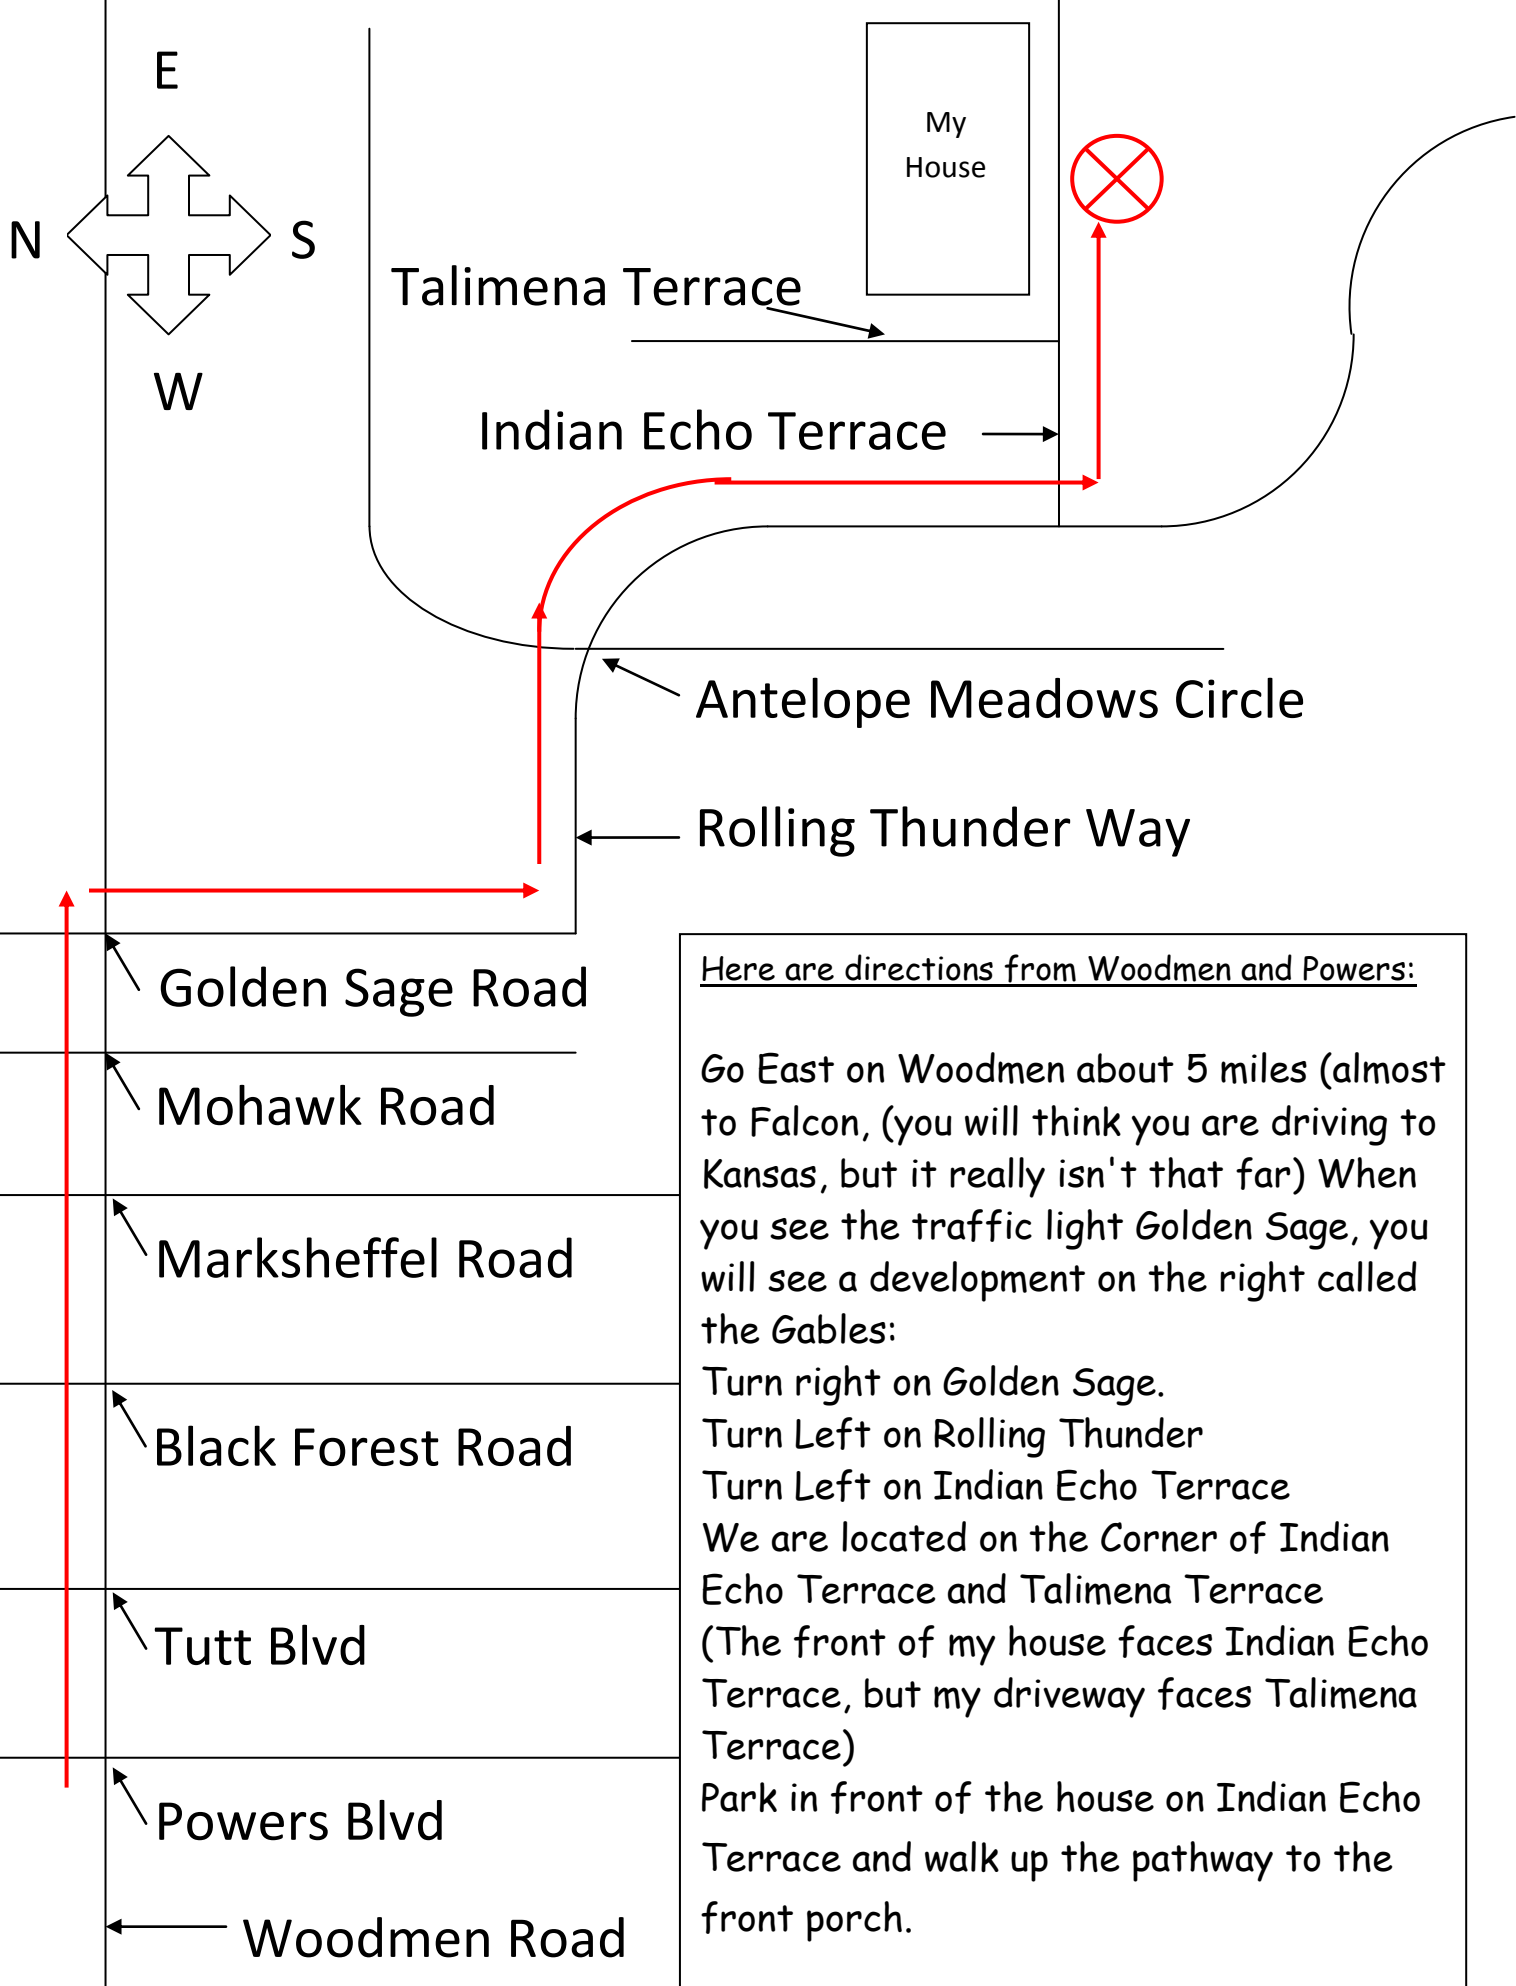 E
My
House
N
S
Talimena Terrace
W
Indian Echo Terrace
Antelope Meadows Circle
Rolling Thunder Way
Golden Sage Road
Mohawk Road
Marksheffel Road
Black Forest Road
Tutt Blvd
Powers Blvd
Woodmen Road
Here are directions from Woodmen and Powers:
Go East on Woodmen about 5 miles (almost
to Falcon, (you will think you are driving to
Kansas, but it really isn't that far) When
you see the traffic light Golden Sage, you
will see a development on the right called
the Gables:
Turn right on Golden Sage.
Turn Left on Rolling Thunder
Turn Left on Indian Echo Terrace
We are located on the Corner of Indian
Echo Terrace and Talimena Terrace
(The front of my house faces Indian Echo
Terrace, but my driveway faces Talimena
Terrace)
Park in front of the house on Indian Echo
Terrace and walk up the pathway to the
front porch.